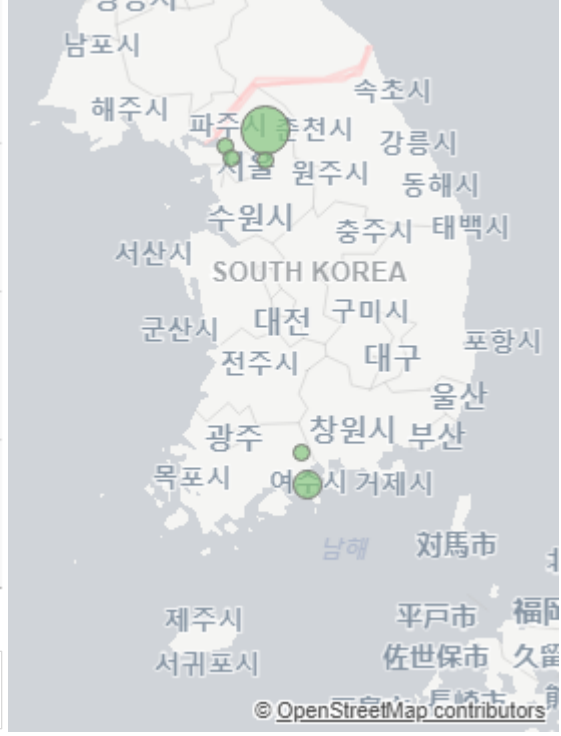 남포시
해주시
속초시
파주시 춘천시
강릉시
서울 원주시
동해시
수원시
충주시 태백시
서산시
SOUTH KOREA
구미시
대전
군산시
포항시
전주시 대구
울산
광주 창원시 부산
목포시 여수시 거제시
남해 対馬市
제주시 平戸市 福岡
서귀포시 佐世保市 久留
長崎市
© OpenStreetMap contributors